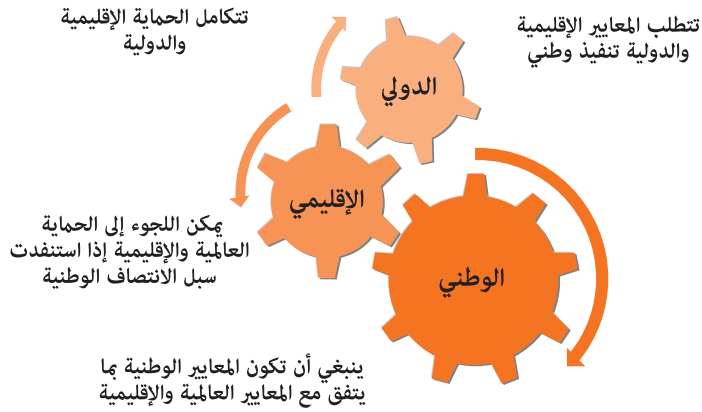 تتطلب المعايير الإقليمية
والدولية تنفيذ وطني
تتكامل الحماية الإقليمية
والدولية
الدولي
الإقليمي
يمكن اللجوء إلى الحماية
العالمية والإقليمية إذا استنفدت
سبل الانتصاف الوطنية
الوطني
ينبغي أن تكون المعايير الوطنية بما
يتفق مع المعايير العالمية والإقليمية